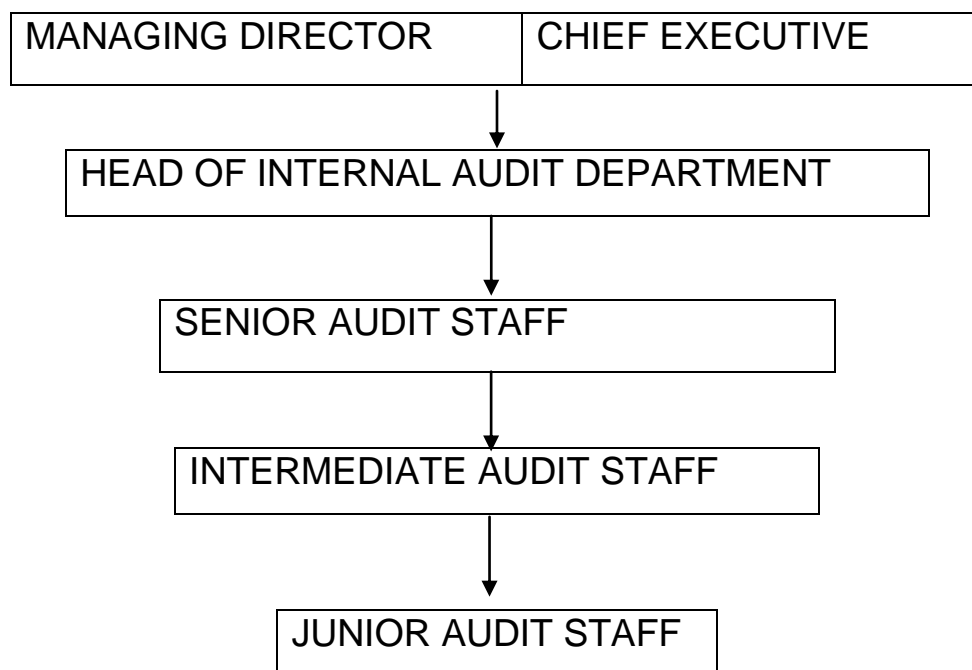 MANAGING DIRECTOR CHIEF EXECUTIVE
HEAD OF INTERNAL AUDIT DEPARTMENT
SENIOR AUDIT STAFF
INTERMEDIATE AUDIT STAFF
JUNIOR AUDIT STAFF